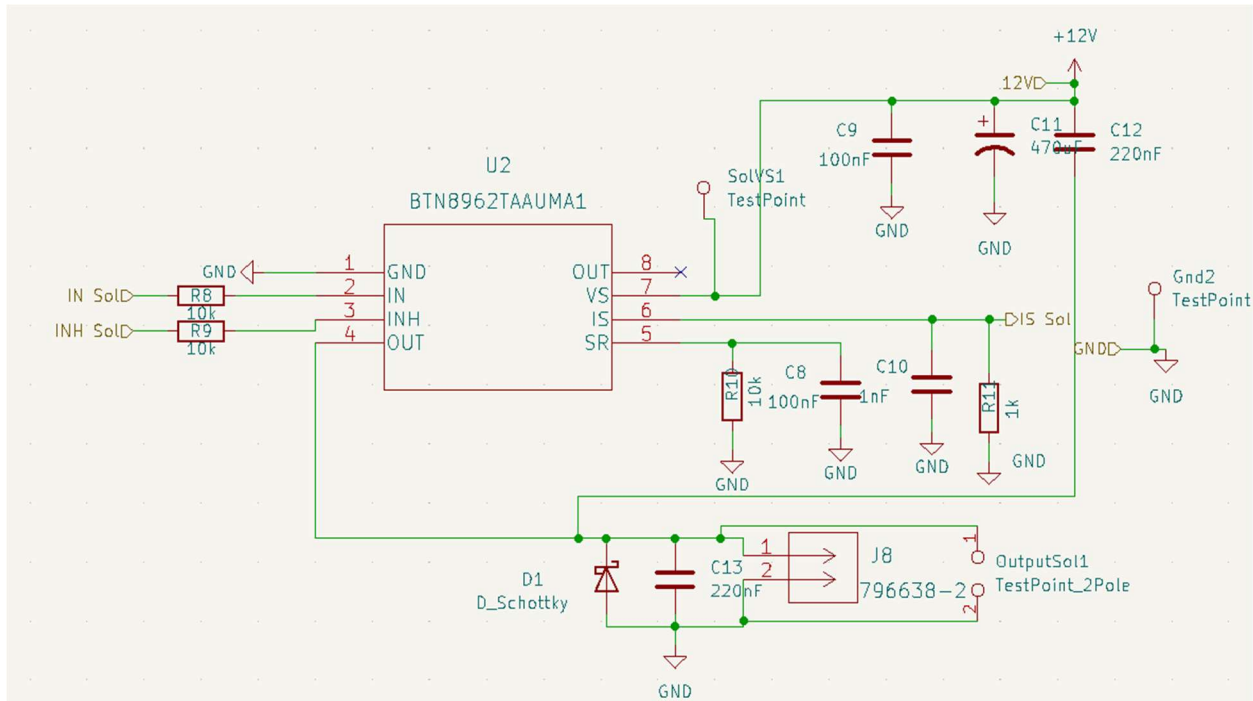 +12V
12V
C9
100nF
+
C11
470uF
C12
220nF
U2
BTN8962TAAUMA1
SolVS1
TestPoint
GND
GND
GND
1
GND
IN Sol
R8
10k
2
IN
INH Sol
R9
10k
3
INH
4
OUT
OUT
8
VS
7
IS
6
SR
5
IS Sol
Gnd2
TestPoint
GND
GND
R10
10k
C8
100nF
C10
1nF
R11
1k
GND
GND
GND
GND
D1
D_Schottky
C13
220nF
1
2
J8
796638-2
1
OutputSol1
TestPoint_2Pole
2
GND